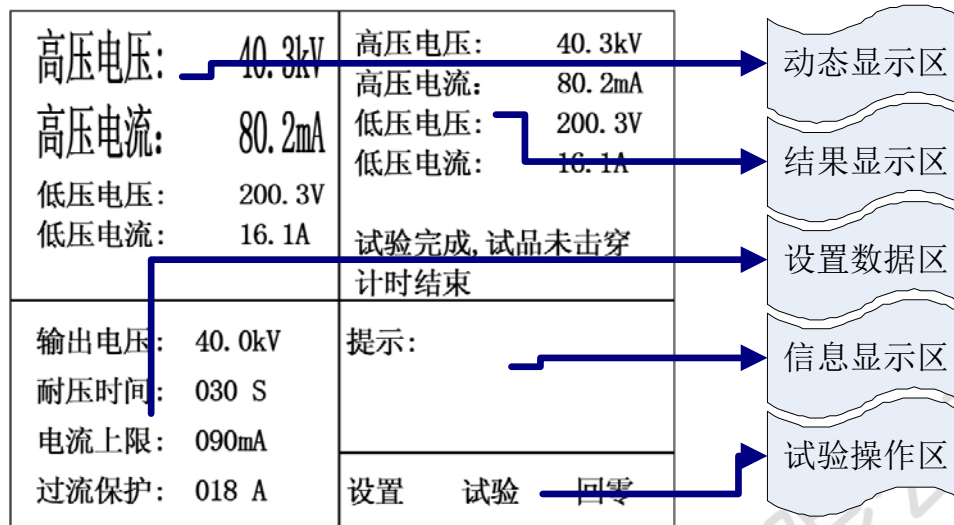 高压电压: 40.3kV
高压电流: 80.2mA
低压电压: 200.3V
低压电流: 16.1A
高压电压: 40.3kV
高压电流: 80.2mA
低压电压: 200.3V
低压电流: 16.1A
试验完成,试品未击穿
计时结束
输出电压: 40.0kV
耐压时间: 030 S
电流上限: 090mA
过流保护: 018 A
提示:
设置 试验 回零
动态显示区
结果显示区
设置数据区
信息显示区
试验操作区